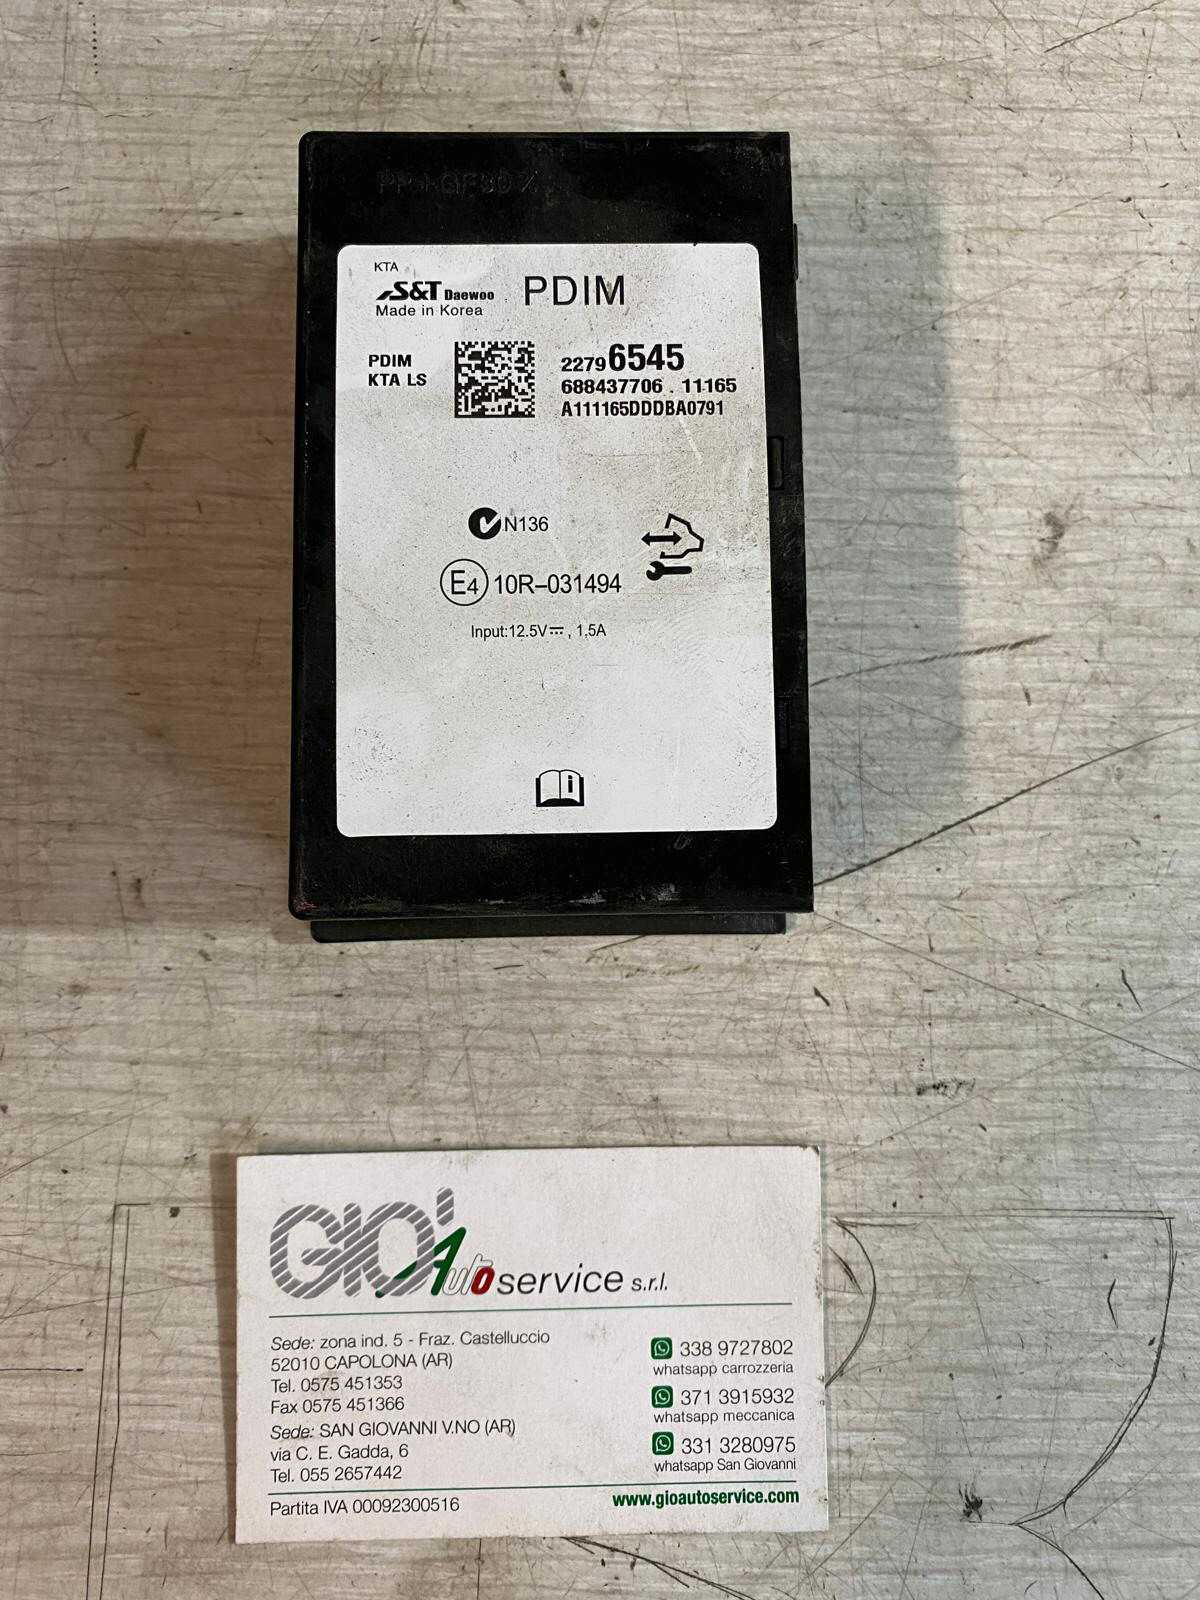 KTA
S&T Daewoo
PDIM
Made in Korea
PDIM
KTA LS
22796545
688437706 . 11165
A111165DDDBA0791
N136
E4 10R-031494
Input:12.5V⎓, 1.5A
i
GIO' Auto service s.r.l.
Sede: zona ind. 5 - Fraz. Castelluccio
52010 CAPOLONA (AR)
Tel. 0575 451353
Fax 0575 451366
Sede: SAN GIOVANNI V.NO (AR)
via C. E. Gadda, 6
Tel. 055 2657442
338 9727802
whatsapp carrozzeria
371 3915932
whatsapp meccanica
331 3280975
whatsapp San Giovanni
Partita IVA 00092300516
www.gioautoservice.com